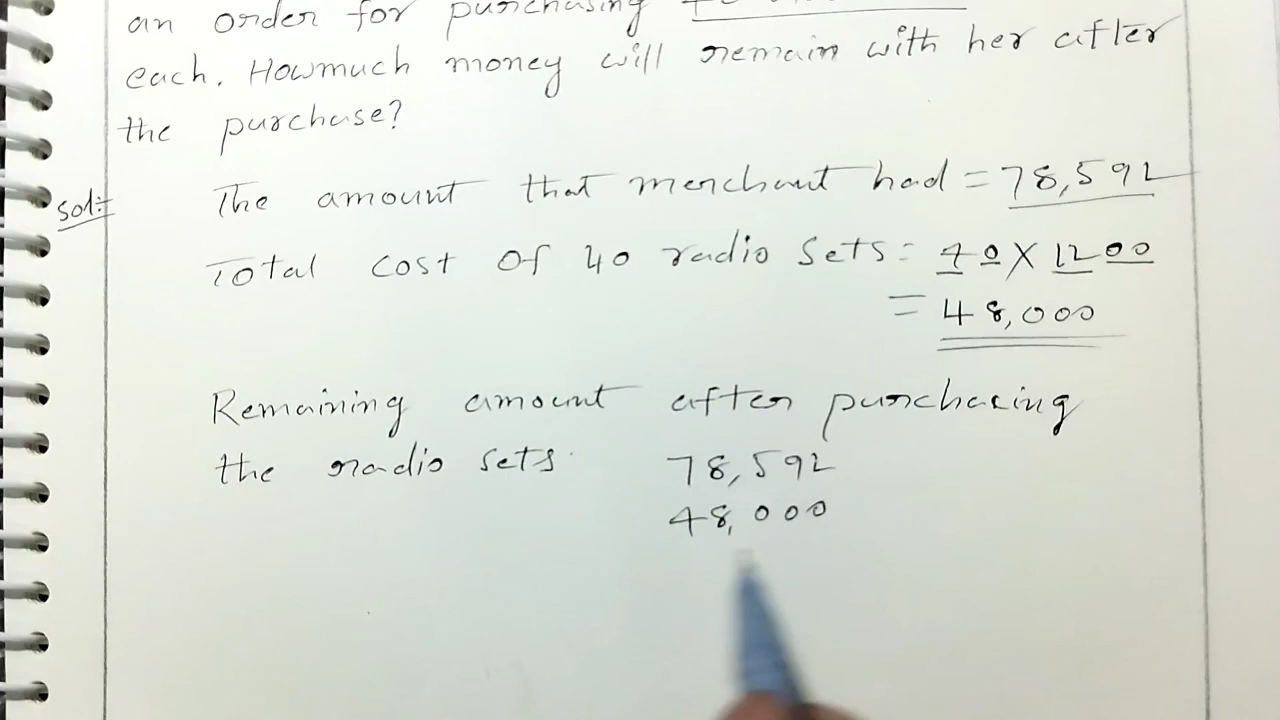 an order for purchasing
each. Howmuch money will remain with her after
the purchase?
Sol:- The amount that merchant had = 78,592
Total cost of 40 radio sets = 40 X 1200
= 48,000
Remaining amount after purchasing
the radio sets 78,592
48,000